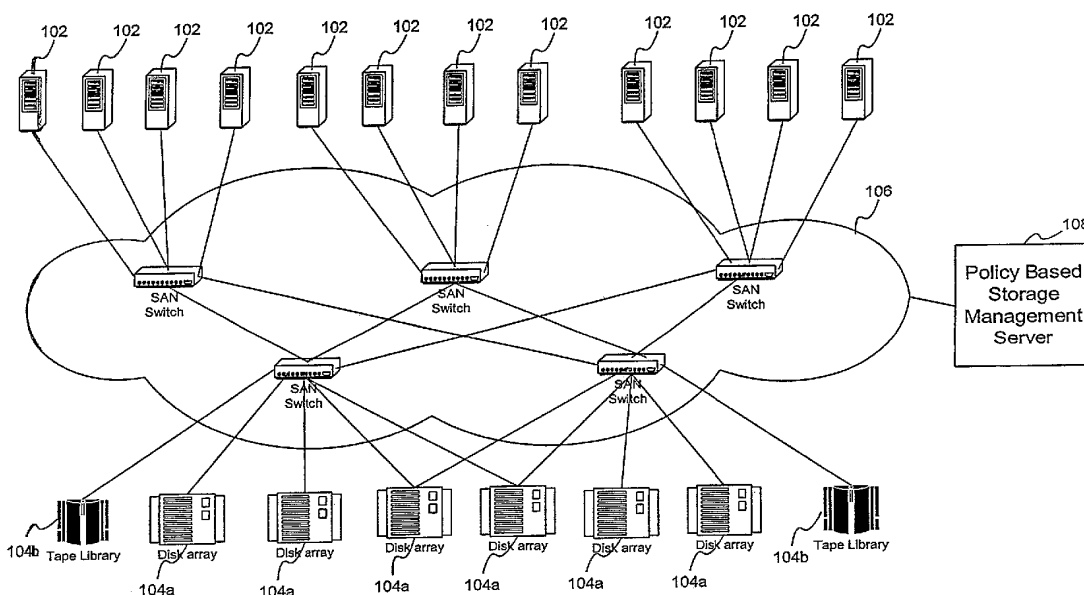 102 102 102 102 102 102 102 102 102 102 102 102
106
108
Policy Based
Storage
Management
Server
SAN
Switch
SAN
Switch
SAN
Switch
SAN
Switch
SAN
Switch
104b Tape Library
Disk array
Disk array
Disk array
Disk array
Disk array
Disk array
104b Tape Library
104a 104a 104a 104a 104a 104a